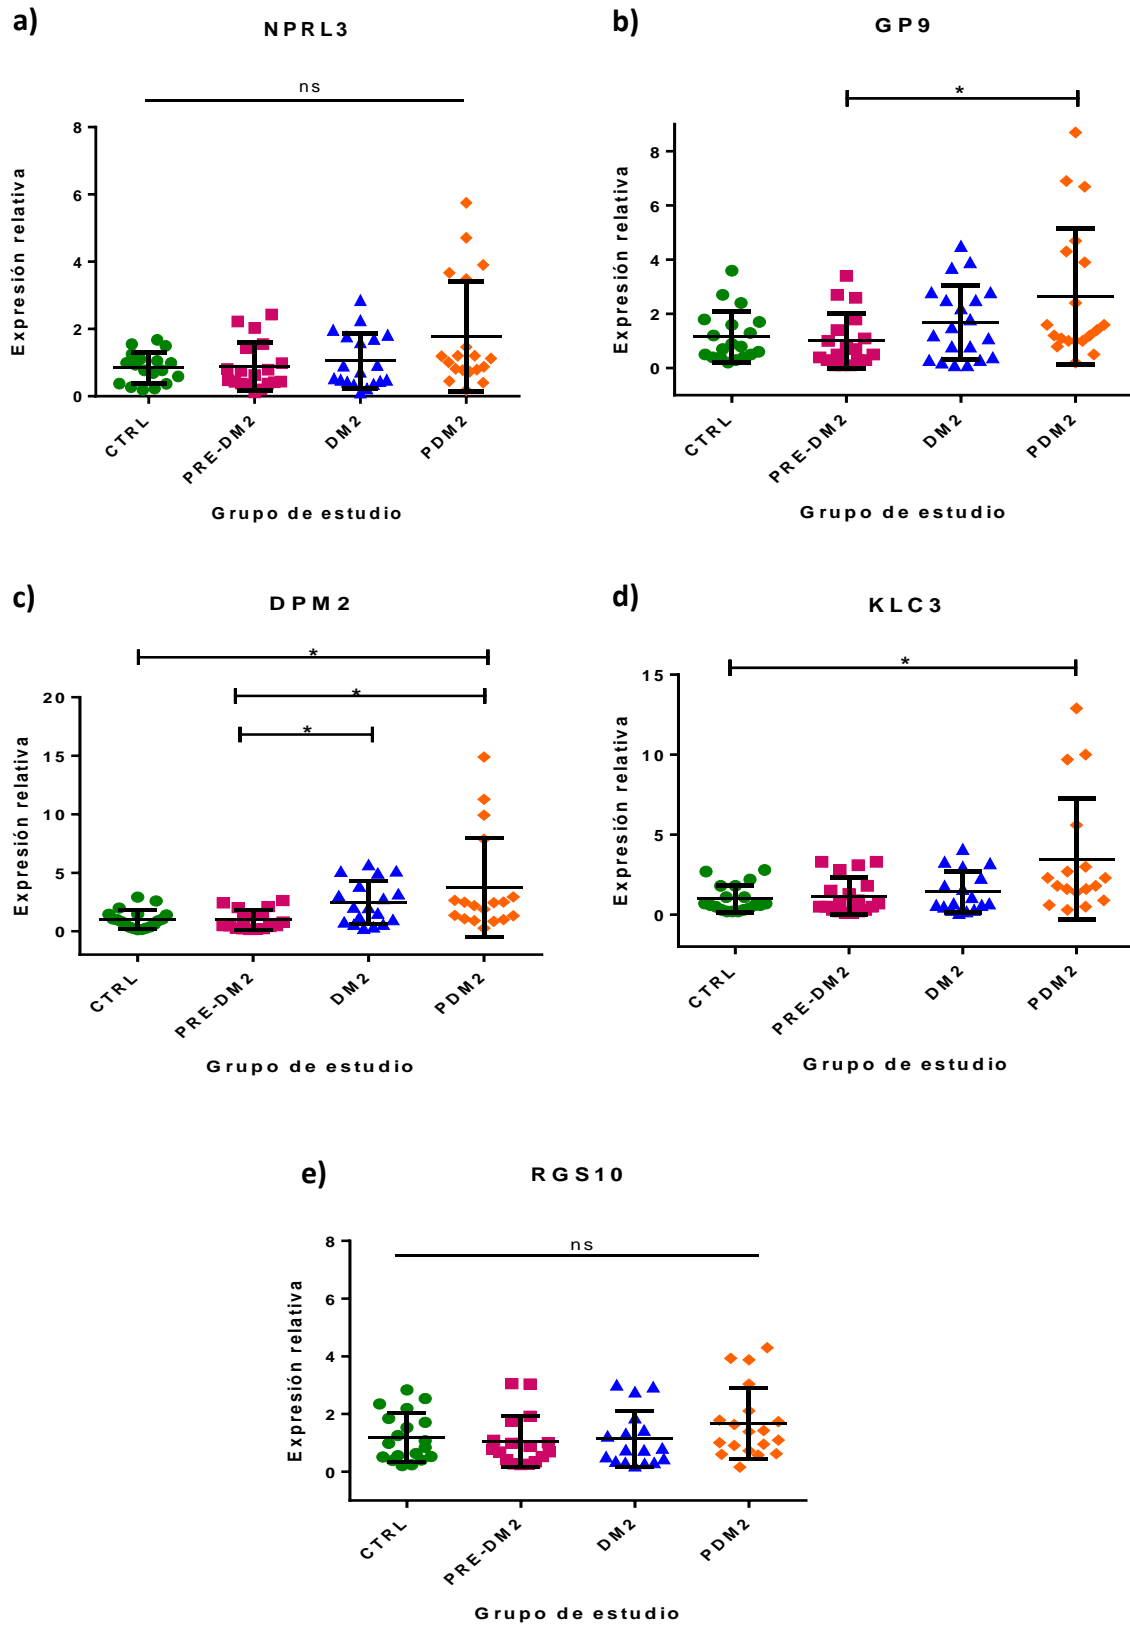 a)
NPRL3
ns
Expresión relativa
8
6
4
2
0
CTRL
PRE-DM2
DM2
PDM2
Grupo de estudio
b)
GP9
*
Expresión relativa
8
6
4
2
0
CTRL
PRE-DM2
DM2
PDM2
Grupo de estudio
c)
DPM2
*
*
*
Expresión relativa
20
15
10
5
0
CTRL
PRE-DM2
DM2
PDM2
Grupo de estudio
d)
KLC3
*
Expresión relativa
15
10
5
0
CTRL
PRE-DM2
DM2
PDM2
Grupo de estudio
e)
RGS10
ns
Expresión relativa
8
6
4
2
0
CTRL
PRE-DM2
DM2
PDM2
Grupo de estudio